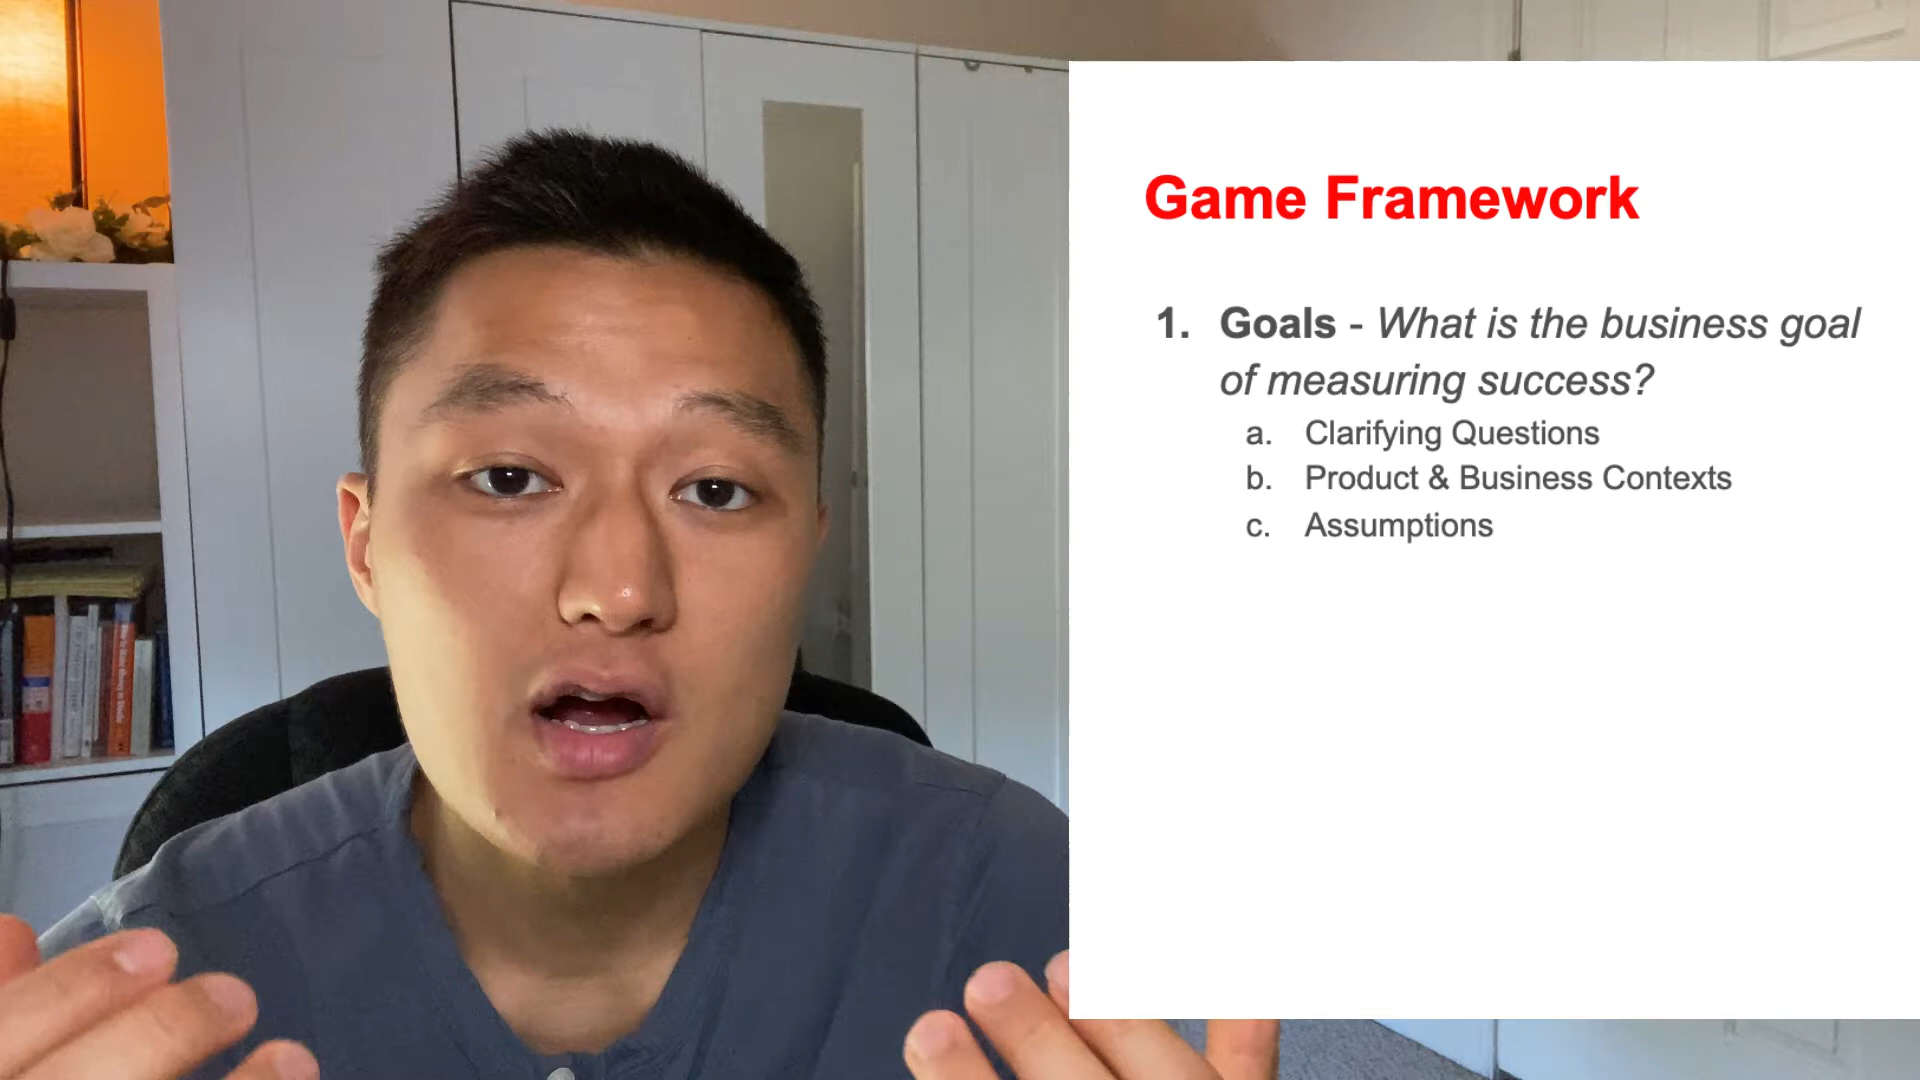 Game Framework
1. Goals - What is the business goal
of measuring success?
a. Clarifying Questions
b. Product & Business Contexts
c. Assumptions